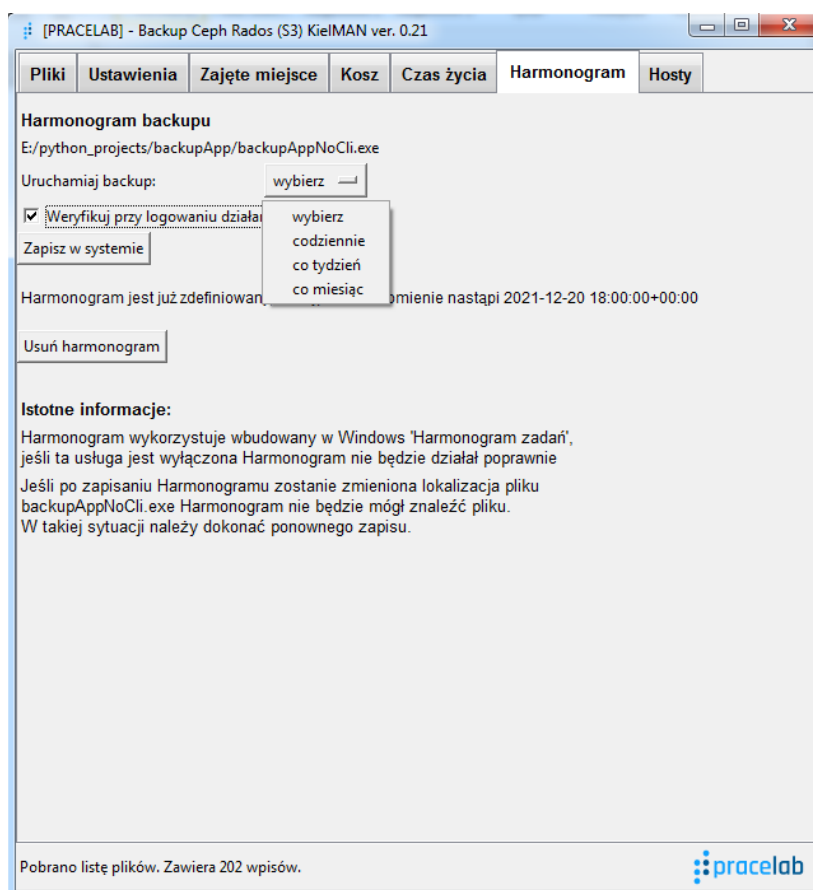 [PRACELAB] - Backup Ceph Rados (S3) KielMAN ver. 0.21
Pliki Ustawienia Zajęte miejsce Kosz Czas życia Harmonogram Hosty
Harmonogram backupu
E:/python_projects/backupApp/backupAppNoCli.exe
Uruchamiaj backup: wybierz
Weryfikuj przy logowaniu
wybierz
codziennie
co tydzień
co miesiąc
Zapisz w systemie
Harmonogram jest już nastąpi 2021-12-20 18:00:00+00:00
Usuń harmonogram
Istotne informacje:
Harmonogram wykorzystuje wbudowany w Windows 'Harmonogram zadań',
jeśli ta usługa jest wyłączona Harmonogram nie będzie działał poprawnie
Jeśli po zapisaniu Harmonogramu zostanie zmieniona lokalizacja pliku
backupAppNoCli.exe Harmonogram nie będzie mógł znaleźć pliku.
W takiej sytuacji należy dokonać ponownego zapisu.
Pobrano listę plików. Zawiera 202 wpisów.
pracelab